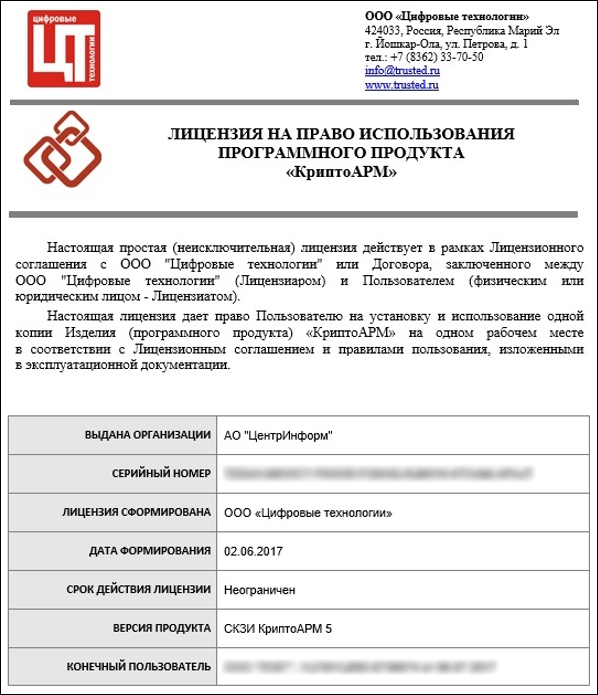 цифровые
ЦТ
технологии
ООО «Цифровые технологии»
424033, Россия, Республика Марий Эл
г. Йошкар-Ола, ул. Петрова, д. 1
тел.: +7 (8362) 33-70-50
info@trusted.ru
www.trusted.ru
ЛИЦЕНЗИЯ НА ПРАВО ИСПОЛЬЗОВАНИЯ
ПРОГРАММНОГО ПРОДУКТА
«КриптоАРМ»
Настоящая простая (неисключительная) лицензия действует в рамках Лицензионного
соглашения с ООО "Цифровые технологии" или Договора, заключенного между
ООО "Цифровые технологии" (Лицензиаром) и Пользователем (физическим или
юридическим лицом - Лицензиатом).
Настоящая лицензия дает право Пользователю на установку и использование одной
копии Изделия (программного продукта) «КриптоАРМ» на одном рабочем месте
в соответствии с Лицензионным соглашением и правилами пользования, изложенными
в эксплуатационной документации.
ВЫДАНА ОРГАНИЗАЦИИ АО "ЦентрИнформ"
СЕРИЙНЫЙ НОМЕР
ЛИЦЕНЗИЯ СФОРМИРОВАНА ООО «Цифровые технологии»
ДАТА ФОРМИРОВАНИЯ 02.06.2017
СРОК ДЕЙСТВИЯ ЛИЦЕНЗИИ Неограничен
ВЕРСИЯ ПРОДУКТА СКЗИ КриптоАРМ 5
КОНЕЧНЫЙ ПОЛЬЗОВАТЕЛЬ